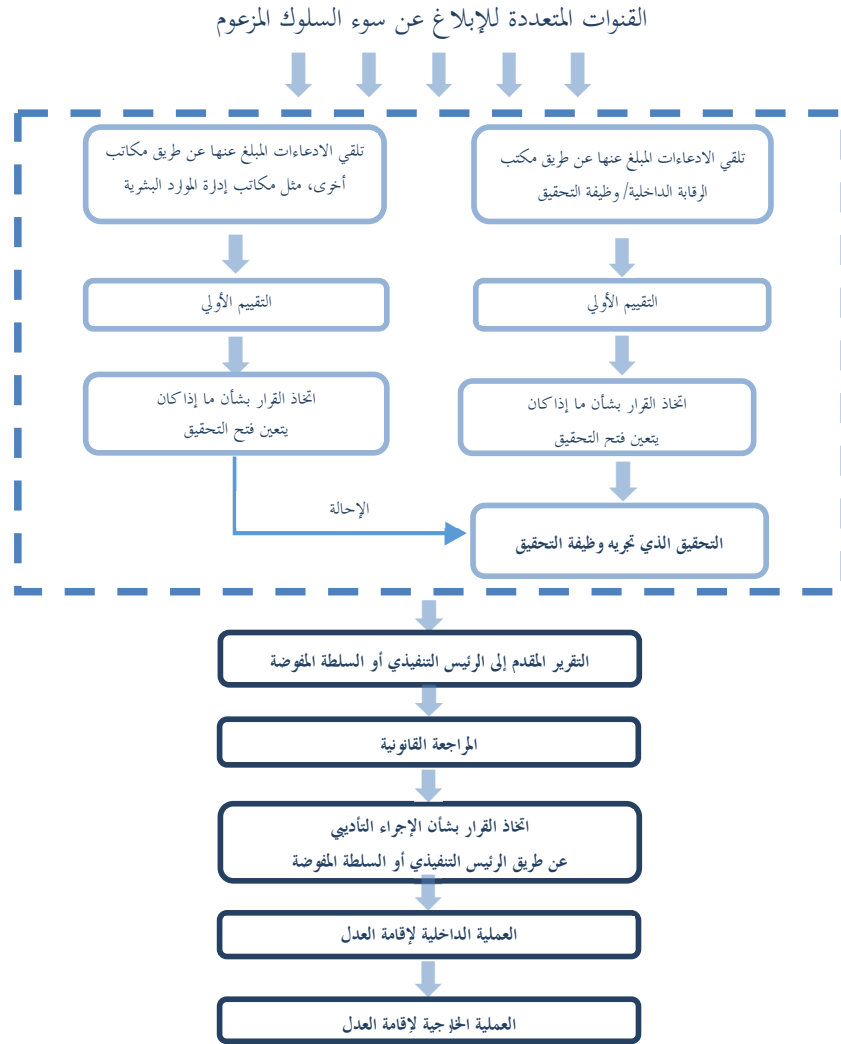 القنوات المتعددة للإبلاغ عن سوء السلوك المزعوم
تلقي الادعاءات المبلغ عنها عن طريق مكتب
الرقابة الداخلية/ وظيفة التحقيق
تلقي الادعاءات المبلغ عنها عن طريق مكاتب
أخرى، مثل مكاتب إدارة الموارد البشرية
التقييم الأولي
التقييم الأولي
اتخاذ القرار بشأن ما إذا كان
يتعين فتح التحقيق
اتخاذ القرار بشأن ما إذا كان
يتعين فتح التحقيق
الإحالة
التحقيق الذي تجريه وظيفة التحقيق
التقرير المقدم إلى الرئيس التنفيذي أو السلطة المفوضة
المراجعة القانونية
اتخاذ القرار بشأن الإجراء التأديبي
عن طريق الرئيس التنفيذي أو السلطة المفوضة
العملية الداخلية لإقامة العدل
العملية الخارجية لإقامة العدل